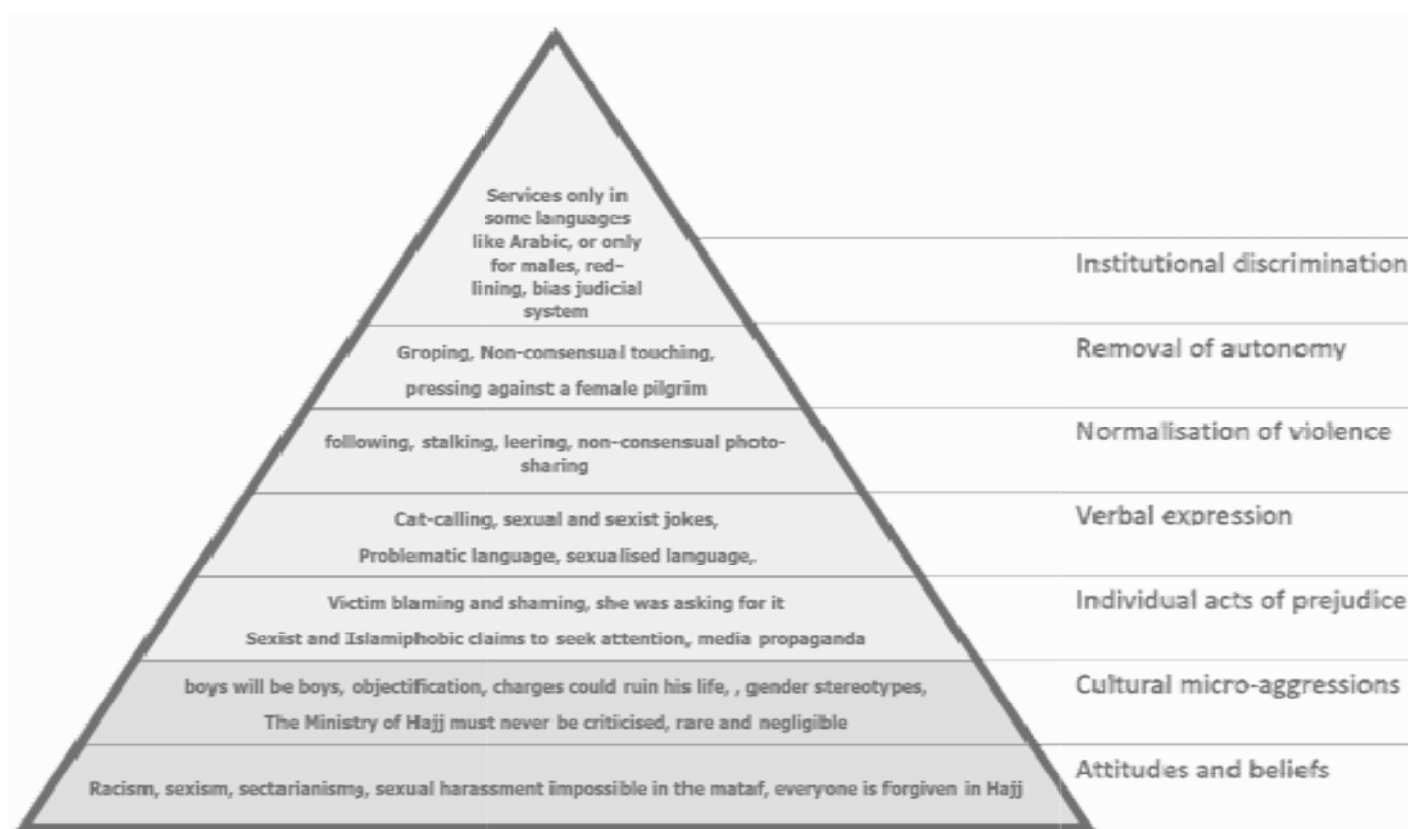 Services only in
some languages
like Arabic, or only
for males, red-
lining, bias judicial
system
Institutional discrimination
Groping, Non-consensual touching,
pressing against a female pilgrim
Removal of autonomy
following, stalking, leering, non-consensual photo-
sharing
Normalisation of violence
Cat-calling, sexual and sexist jokes,
Problematic language, sexualised language,.
Verbal expression
Victim blaming and shaming, she was asking for it
Sexiist and Islamiphobic claims to seek attention, media propaganda
Individual acts of prejudice
boys will be boys, objectification, charges could ruin his life, , gender stereotypes,
The Ministry of Hajj must never be criticised, rare and negligible
Cultural micro-aggressions
Racism, sexism, sectarianism, sexual harassment impossible in the mataf, everyone is forgiven in Hajj
Attitudes and beliefs